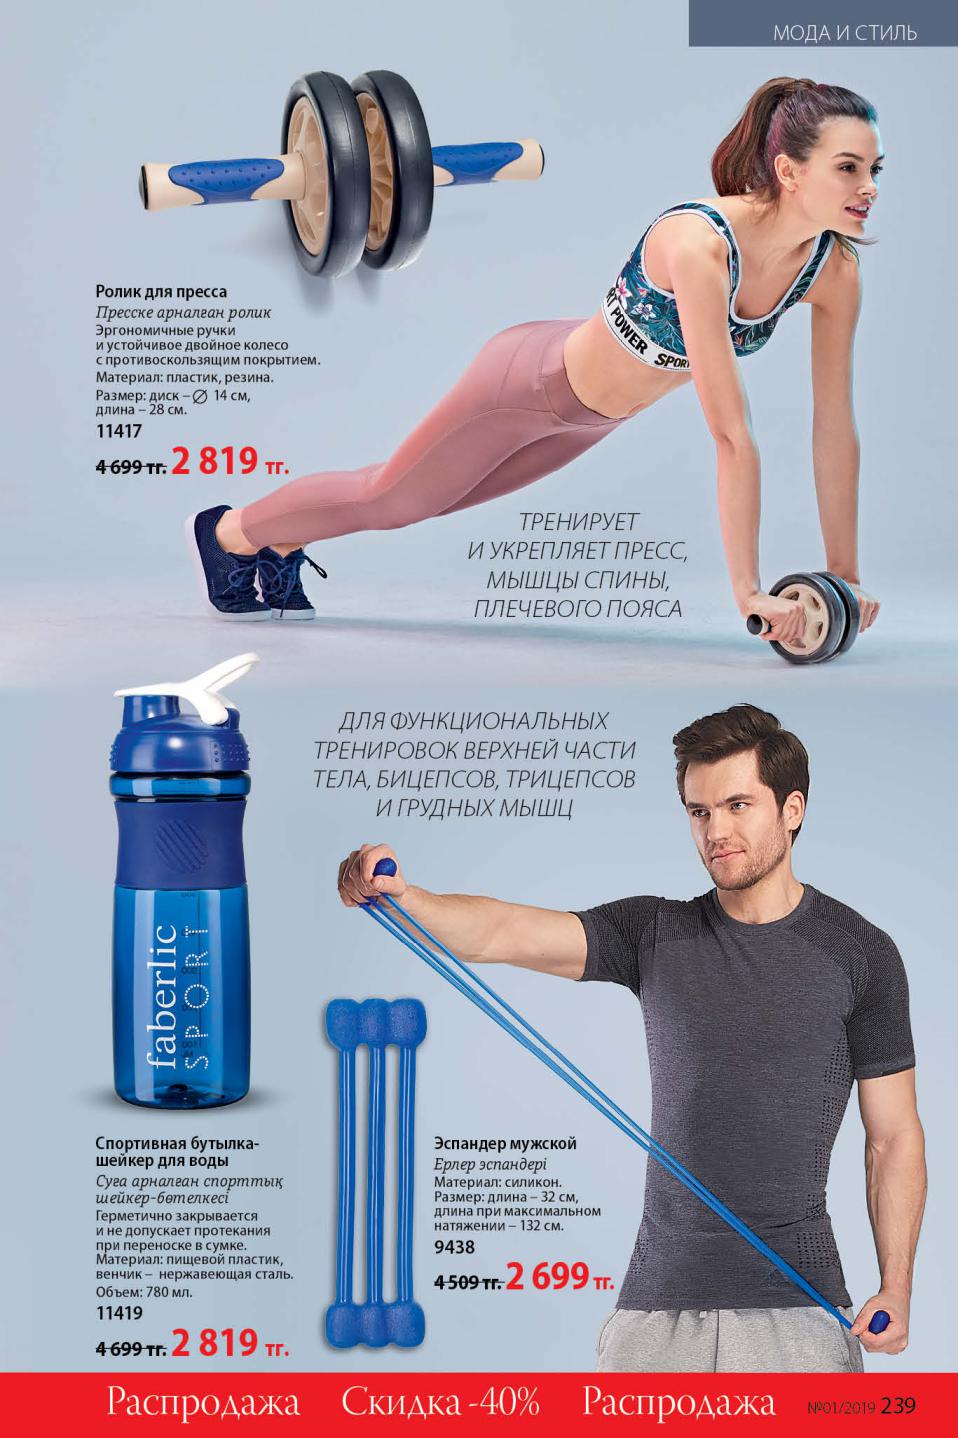 МОДА И СТИЛЬ
Ролик для пресса
Пресске арналған ролик
Эргономичные ручки
и устойчивое двойное колесо
с противоскользящим покрытием.
Материал: пластик, резина.
Размер: диск – ∅ 14 см,
длина – 28 см.
11417
4 699 тг. 2 819 тг.
RT POWER SPORT
ТРЕНИРУЕТ
И УКРЕПЛЯЕТ ПРЕСС,
МЫШЦЫ СПИНЫ,
ПЛЕЧЕВОГО ПОЯСА
ДЛЯ ФУНКЦИОНАЛЬНЫХ
ТРЕНИРОВОК ВЕРХНЕЙ ЧАСТИ
ТЕЛА, БИЦЕПСОВ, ТРИЦЕПСОВ
И ГРУДНЫХ МЫШЦ
faberlic
SPORT
Спортивная бутылка-
шейкер для воды
Суға арналған спорттық
шейкер-бөтелкесі
Герметично закрывается
и не допускает протекания
при переноске в сумке.
Материал: пищевой пластик,
венчик – нержавеющая сталь.
Объем: 780 мл.
11419
4 699 тг. 2 819 тг.
Эспандер мужской
Ерлер эспандері
Материал: силикон.
Размер: длина – 32 см,
длина при максимальном
натяжении – 132 см.
9438
4 509 тг. 2 699 тг.
Распродажа Скидка -40% Распродажа №01/2019 239